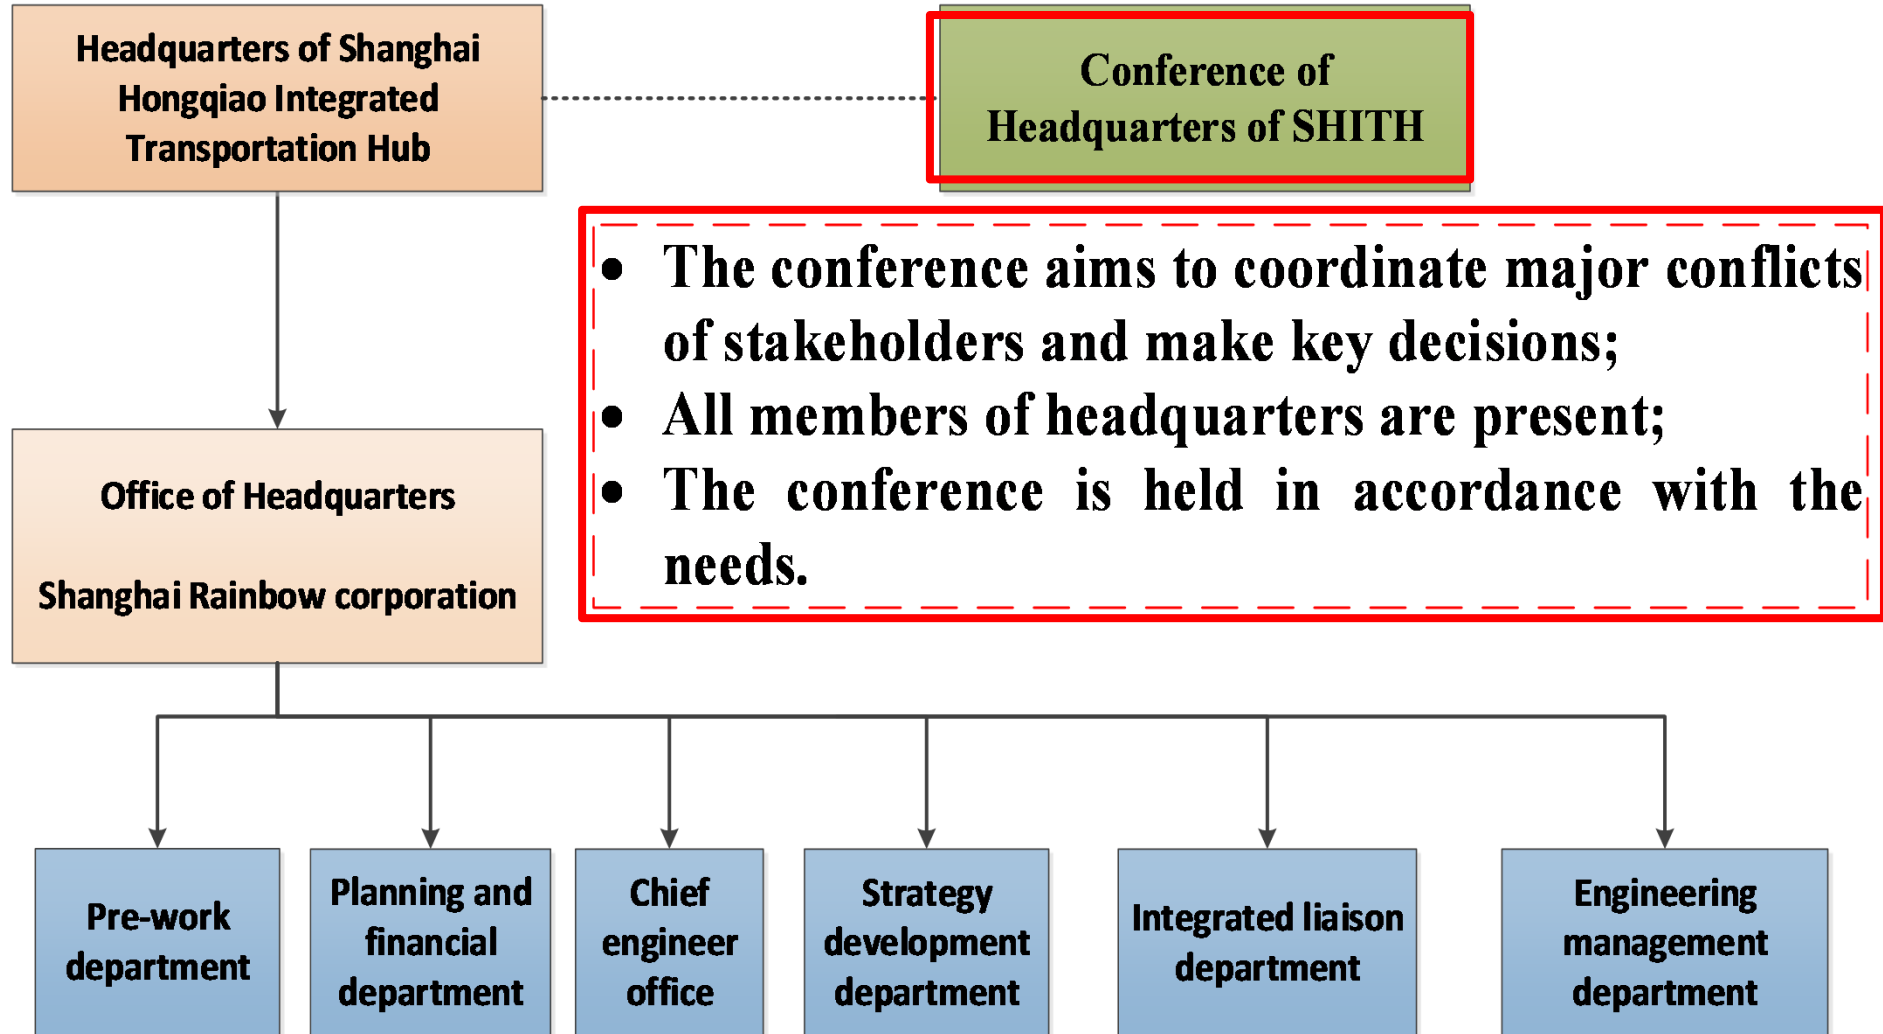 Headquarters of Shanghai
Hongqiao Integrated
Transportation Hub
Conference of
Headquarters of SHITH
• The conference aims to coordinate major conflicts
of stakeholders and make key decisions;
• All members of headquarters are present;
• The conference is held in accordance with the
needs.
Office of Headquarters
Shanghai Rainbow corporation
Pre-work
department
Planning and
financial
department
Chief
engineer
office
Strategy
development
department
Integrated liaison
department
Engineering
management
department